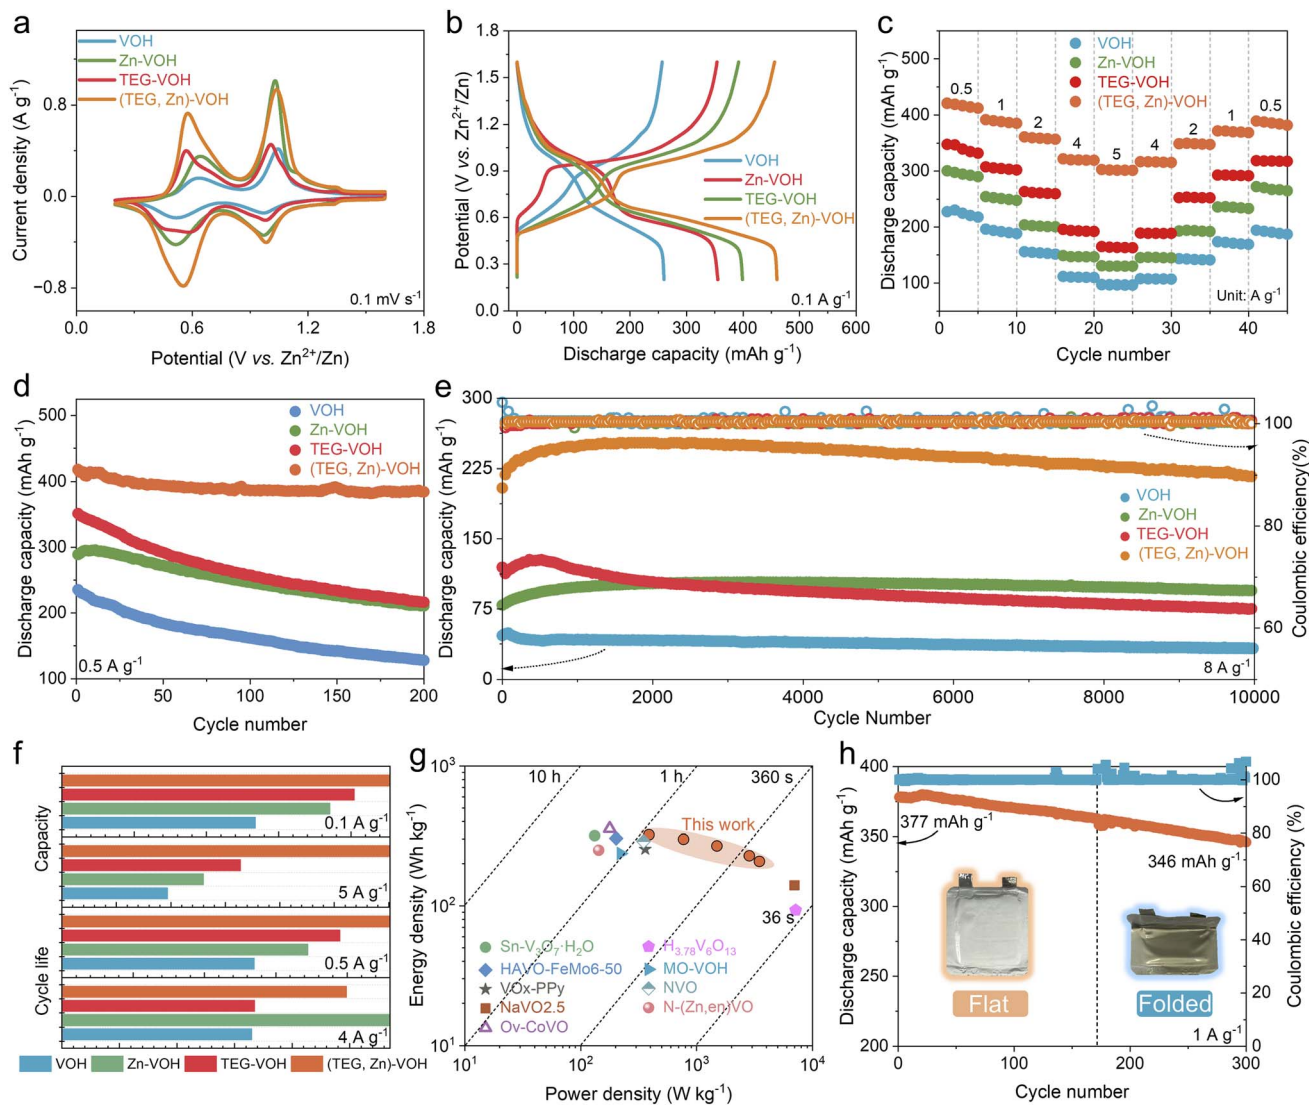 a
VOH
Zn-VOH
TEG-VOH
(TEG, Zn)-VOH
Current density (A g⁻¹)
0.8
0.0
−0.8
0.1 mV s⁻¹
0.0 0.6 1.2 1.8
Potential (V vs. Zn²⁺/Zn)
b
Potential (V vs. Zn²⁺/Zn)
1.8
1.5
1.2
0.9
0.6
0.3
0.0
VOH
Zn-VOH
TEG-VOH
(TEG, Zn)-VOH
0.1 A g⁻¹
0 100 200 300 400 500 600
Discharge capacity (mAh g⁻¹)
c
Discharge capacity (mAh g⁻¹)
500
400
300
200
100
VOH
Zn-VOH
TEG-VOH
(TEG, Zn)-VOH
0.5 1 2 4 5 4 2 1 0.5
Unit: A g⁻¹
0 10 20 30 40
Cycle number
d
Discharge capacity (mAh g⁻¹)
500
400
300
200
100
VOH
Zn-VOH
TEG-VOH
(TEG, Zn)-VOH
0.5 A g⁻¹
0 50 100 150 200
Cycle number
e
Discharge capacity (mAh g⁻¹)
300
225
150
75
0
VOH
Zn-VOH
TEG-VOH
(TEG, Zn)-VOH
8 A g⁻¹
100
80
60
Coulombic efficiency(%)
0 2000 4000 6000 8000 10000
Cycle Number
f
Capacity
Cycle life
0.1 A g⁻¹
5 A g⁻¹
0.5 A g⁻¹
4 A g⁻¹
VOH Zn-VOH TEG-VOH (TEG, Zn)-VOH
g
Energy density (Wh kg⁻¹)
10³
10²
10¹
10 h 1 h 360 s
This work
36 s
Sn-V₃O₇·H₂O
HAVO-FeMo6-50
VOx-PPy
NaVO2.5
Ov-CoVO
H₃.₇₈V₆O₁₃
MO-VOH
NVO
N-(Zn,en)VO
10¹ 10² 10³ 10⁴
Power density (W kg⁻¹)
h
Discharge capacity (mAh g⁻¹)
400
350
300
250
200
377 mAh g⁻¹
346 mAh g⁻¹
Flat
Folded
1 A g⁻¹
100
80
60
40
20
0
Coulombic efficiency (%)
0 100 200 300
Cycle number